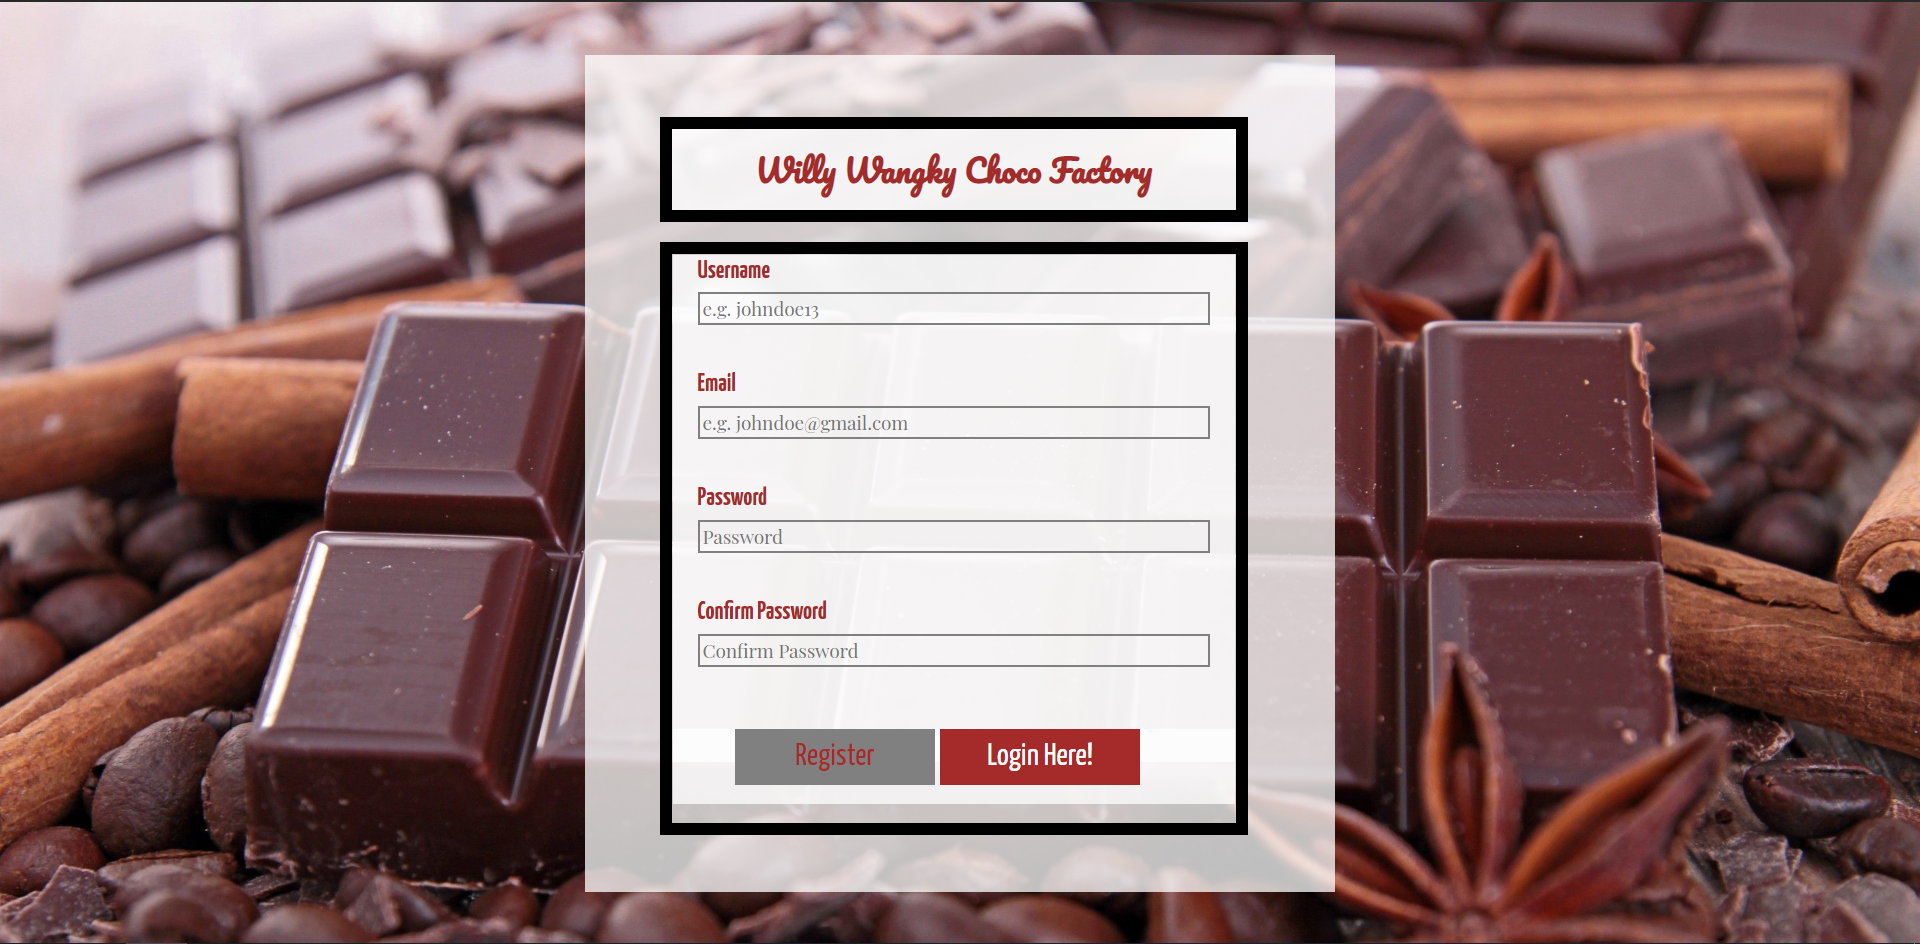 Willy Wangky Choco Factory
Username
e.g. johndoe13
Email
e.g. johndoe@gmail.com
Password
Password
Confirm Password
Confirm Password
Register Login Here!